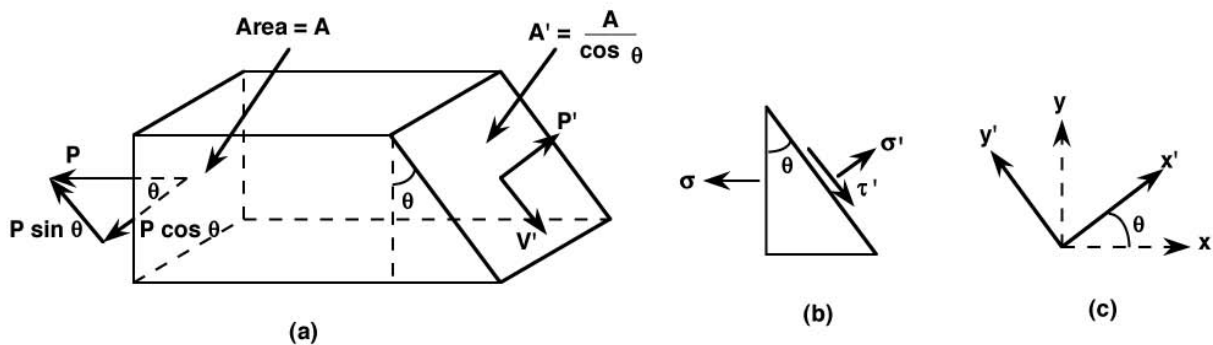 Area = A
A' = A
cos θ
P
θ
P sin θ
P cos θ
θ
P'
V'
(a)
σ
θ
σ'
τ'
(b)
y
y'
x'
θ
x
(c)